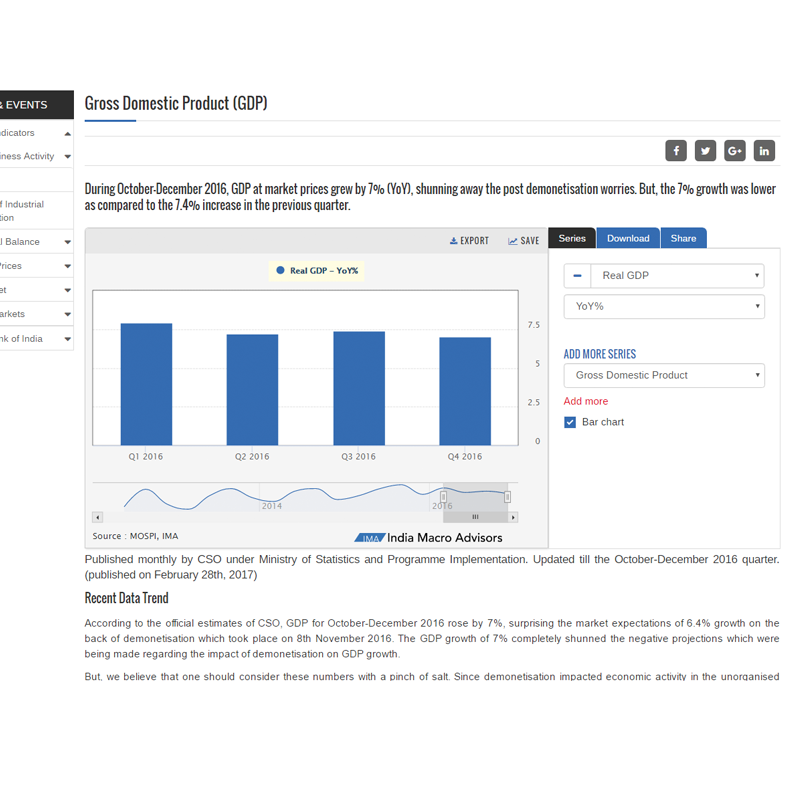 & EVENTS
ndicators
iness Activity
f Industrial
tion
l Balance
Prices
et
arkets
nk of India
Gross Domestic Product (GDP)
f
G+
in
During October-December 2016, GDP at market prices grew by 7% (YoY), shunning away the post demonetisation worries. But, the 7% growth was lower
as compared to the 7.4% increase in the previous quarter.
EXPORT SAVE
Series Download Share
Real GDP - YoY%
7.5
5
2.5
0
Q1 2016 Q2 2016 Q3 2016 Q4 2016
2014 2016
Source : MOSPI, IMA
IMA India Macro Advisors
Real GDP
YoY%
ADD MORE SERIES
Gross Domestic Product
Add more
Bar chart
Published monthly by CSO under Ministry of Statistics and Programme Implementation. Updated till the October-December 2016 quarter.
(published on February 28th, 2017)
Recent Data Trend
According to the official estimates of CSO, GDP for October-December 2016 rose by 7%, surprising the market expectations of 6.4% growth on the
back of demonetisation which took place on 8th November 2016. The GDP growth of 7% completely shunned the negative projections which were
being made regarding the impact of demonetisation on GDP growth.
But, we believe that one should consider these numbers with a pinch of salt. Since demonetisation impacted economic activity in the unorganised